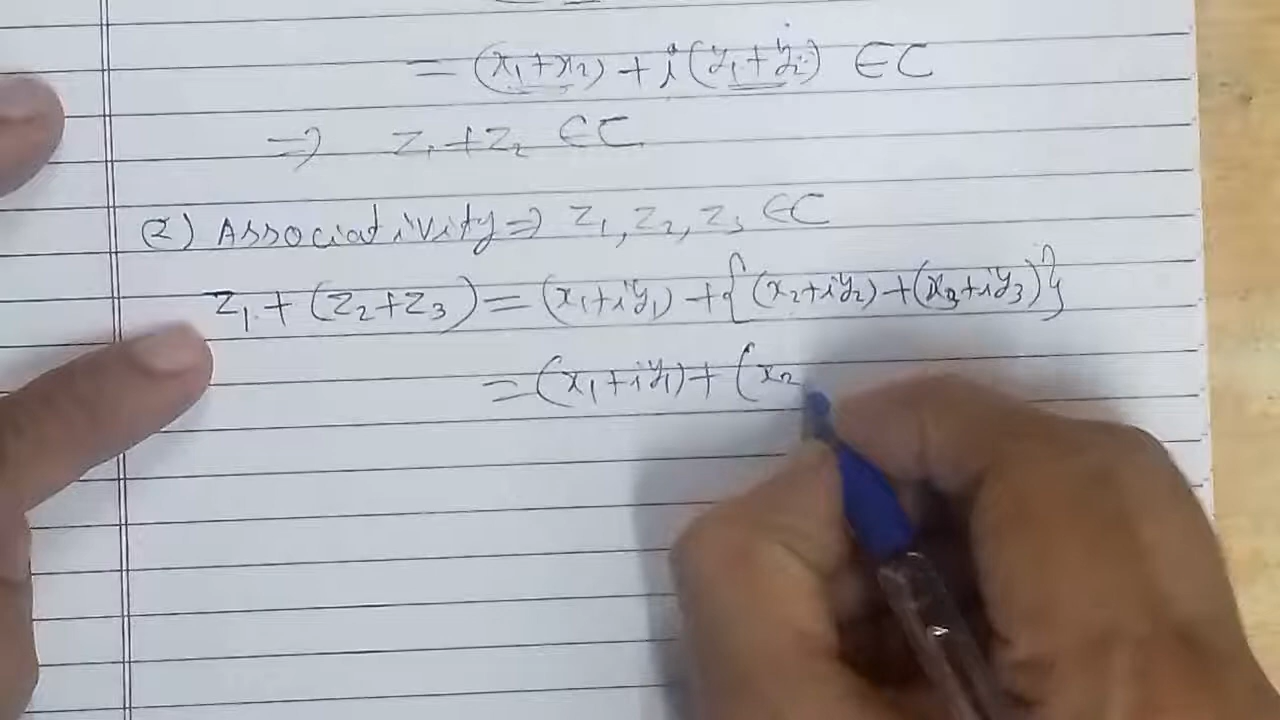 = (x₁+x₂) + i(y₁+y₂) ∈ C
⇒ z₁+z₂ ∈ C
(2) Associativity ⇒ z₁, z₂, z₃ ∈ C
z₁ + (z₂+z₃) = (x₁+iy₁) + {(x₂+iy₂)+(x₃+iy₃)}
= (x₁+iy₁) + (x₂